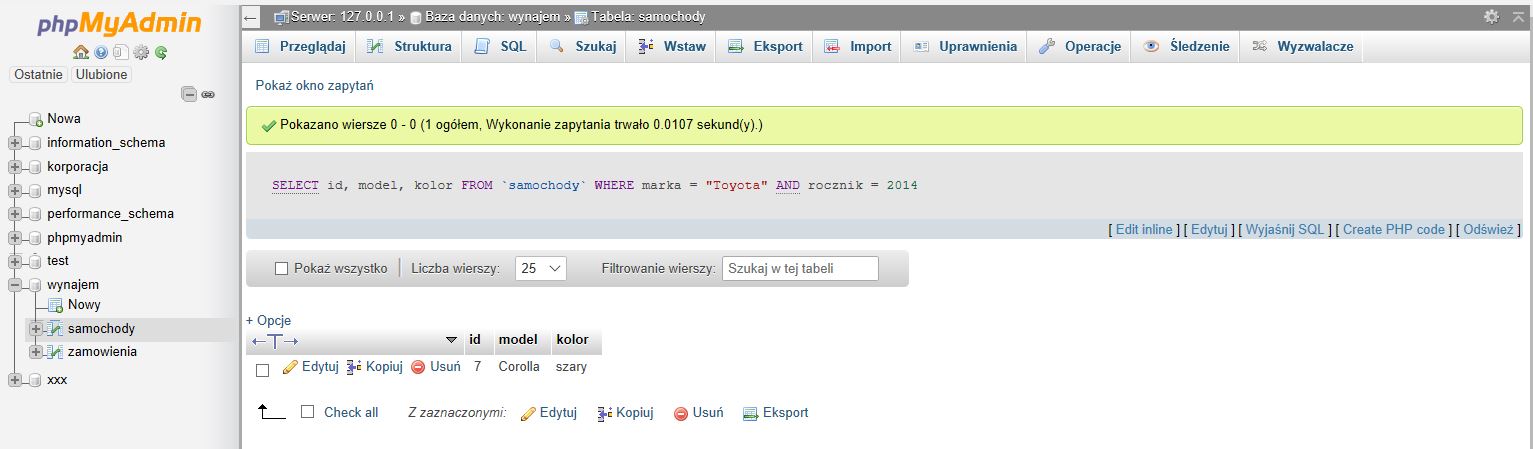 phpMyAdmin
Ostatnie Ulubione
Nowa
information_schema
korporacja
mysql
performance_schema
phpmyadmin
test
wynajem
Nowy
samochody
zamowienia
xxx
Serwer: 127.0.0.1 » Baza danych: wynajem » Tabela: samochody
Przeglądaj Struktura SQL Szukaj Wstaw Eksport Import Uprawnienia Operacje Śledzenie Wyzwalacze
Pokaż okno zapytań
Pokazano wiersze 0 - 0 (1 ogółem, Wykonanie zapytania trwało 0.0107 sekund(y).)
SELECT id, model, kolor FROM `samochody` WHERE marka = "Toyota" AND rocznik = 2014
[ Edit inline ] [ Edytuj ] [ Wyjaśnij SQL ] [ Create PHP code ] [ Odśwież ]
Pokaż wszystko | Liczba wierszy: 25 Filtrowanie wierszy: Szukaj w tej tabeli
+ Opcje
←T→ id model kolor
Edytuj Kopiuj Usuń 7 Corolla szary
Check all Z zaznaczonymi: Edytuj Kopiuj Usuń Eksport